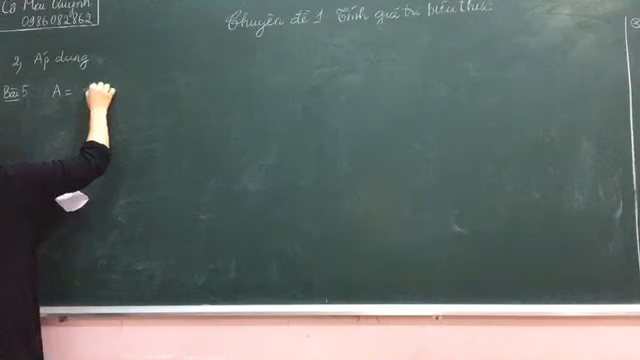 Cô Mai Quỳnh
0986082862
Chuyên đề 1 Tính giá trị biểu thức
2, Áp dụng
Bài 5 A =